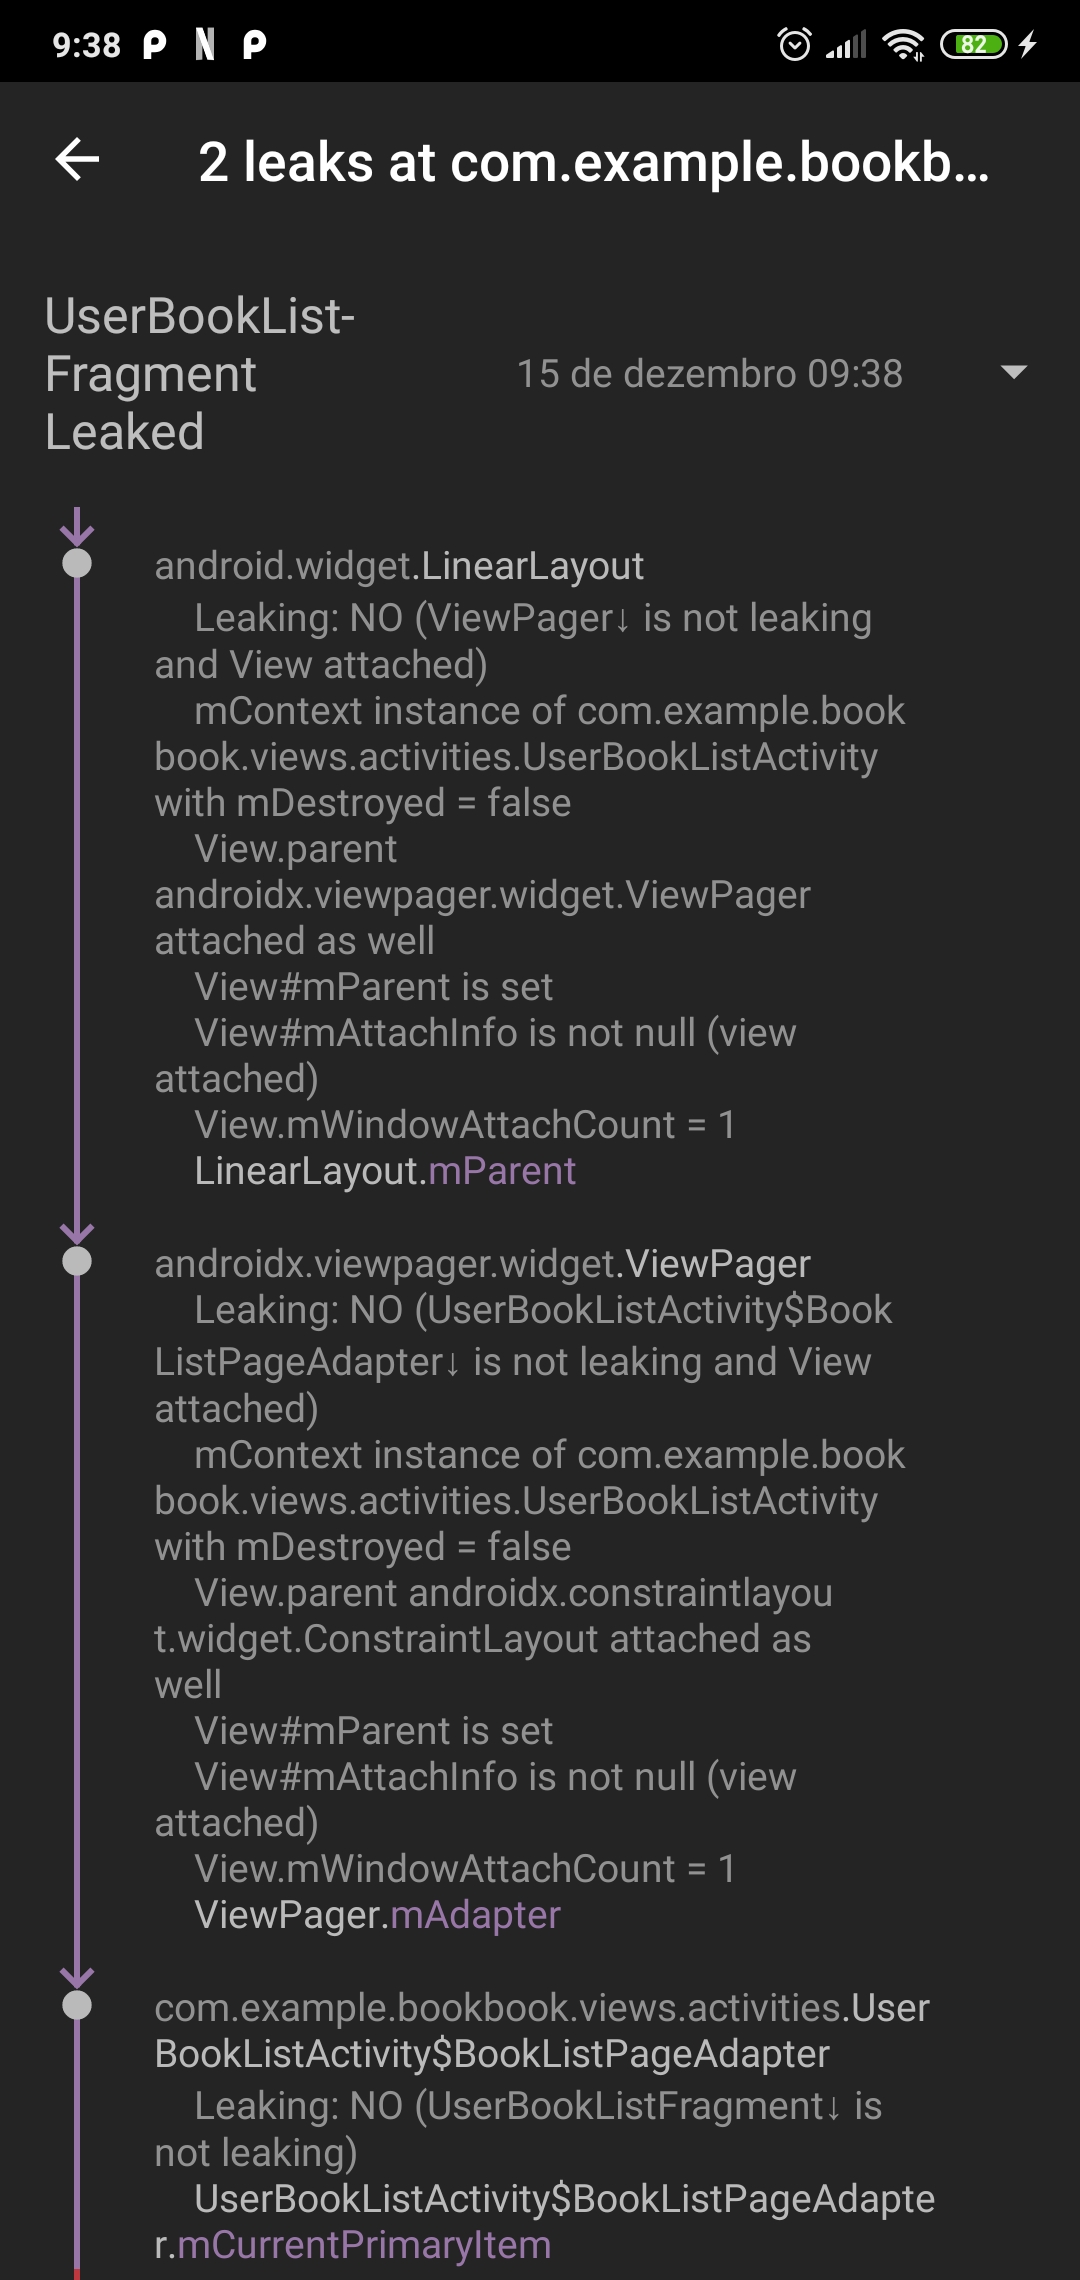 9:38
82
2 leaks at com.example.bookb…
UserBookList-
Fragment
Leaked
15 de dezembro 09:38
android.widget.LinearLayout
Leaking: NO (ViewPager↓ is not leaking
and View attached)
mContext instance of com.example.book
book.views.activities.UserBookListActivity
with mDestroyed = false
View.parent
androidx.viewpager.widget.ViewPager
attached as well
View#mParent is set
View#mAttachInfo is not null (view
attached)
View.mWindowAttachCount = 1
LinearLayout.mParent
androidx.viewpager.widget.ViewPager
Leaking: NO (UserBookListActivity$Book
ListPageAdapter↓ is not leaking and View
attached)
mContext instance of com.example.book
book.views.activities.UserBookListActivity
with mDestroyed = false
View.parent androidx.constraintlayou
t.widget.ConstraintLayout attached as
well
View#mParent is set
View#mAttachInfo is not null (view
attached)
View.mWindowAttachCount = 1
ViewPager.mAdapter
com.example.bookbook.views.activities.User
BookListActivity$BookListPageAdapter
Leaking: NO (UserBookListFragment↓ is
not leaking)
UserBookListActivity$BookListPageAdapte
r.mCurrentPrimaryItem